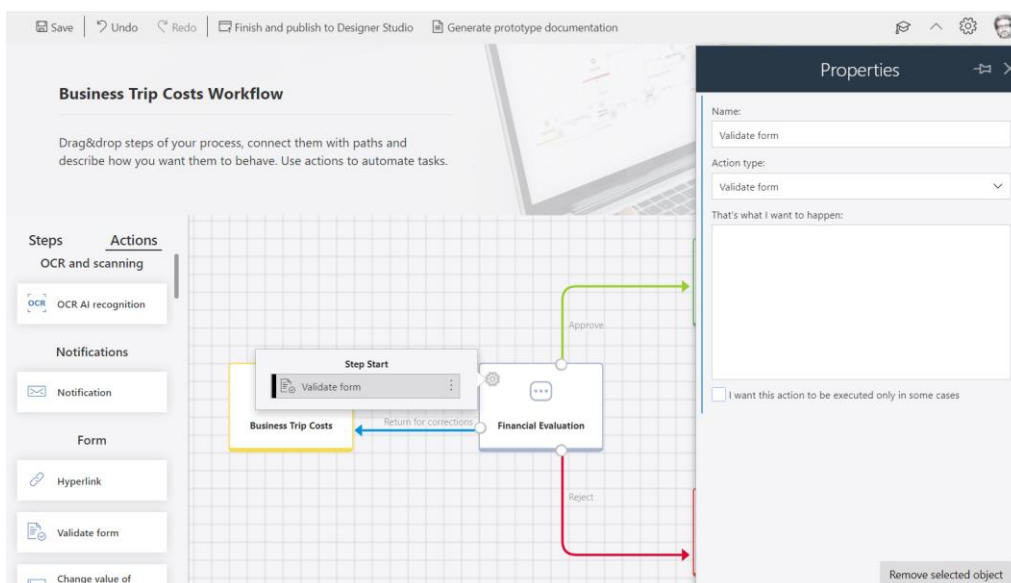 Save
Undo
Redo
Finish and publish to Designer Studio
Generate prototype documentation
Business Trip Costs Workflow
Drag&drop steps of your process, connect them with paths and
describe how you want them to behave. Use actions to automate tasks.
Steps
Actions
OCR and scanning
OCR
OCR AI recognition
Notifications
Notification
Form
Hyperlink
Validate form
Change value of
Step Start
Validate form
Business Trip Costs
Return for corrections
Financial Evaluation
Approve
Reject
Properties
Name:
Validate form
Action type:
Validate form
That's what I want to happen:
I want this action to be executed only in some cases
Remove selected object